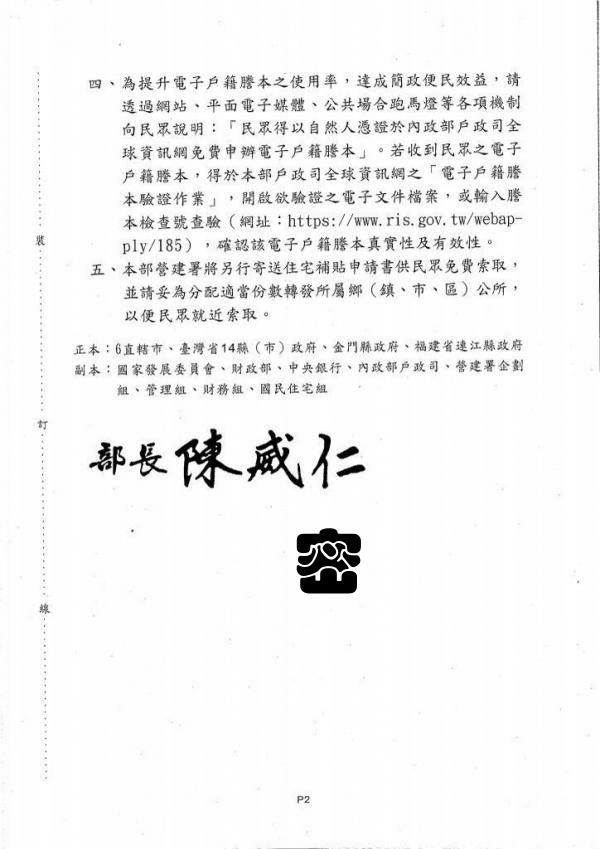 四、為提升電子戶籍謄本之使用率，達成簡政便民效益，請
透過網站、平面電子媒體、公共場合跑馬燈等各項機制
向民眾說明：「民眾得以自然人憑證於內政部戶政司全
球資訊網免費申辦電子戶籍謄本」。若收到民眾之電子
戶籍謄本，得於本部戶政司全球資訊網之「電子戶籍謄
本驗證作業」，開啟欲驗證之電子文件檔案，或輸入謄
本檢查號查驗（網址：https://www.ris.gov.tw/webap-
ply/185），確認該電子戶籍謄本真實性及有效性。
五、本部營建署將另行寄送住宅補貼申請書供民眾免費索取，
並請妥為分配適當份數轉發所屬鄉（鎮、市、區）公所，
以便民眾就近索取。
正本：6直轄市、臺灣省14縣（市）政府、金門縣政府、福建省連江縣政府
副本：國家發展委員會、財政部、中央銀行、內政部戶政司、營建署企劃
組、管理組、財務組、國民住宅組
部長 陳威仁
密
裝
訂
線
P2